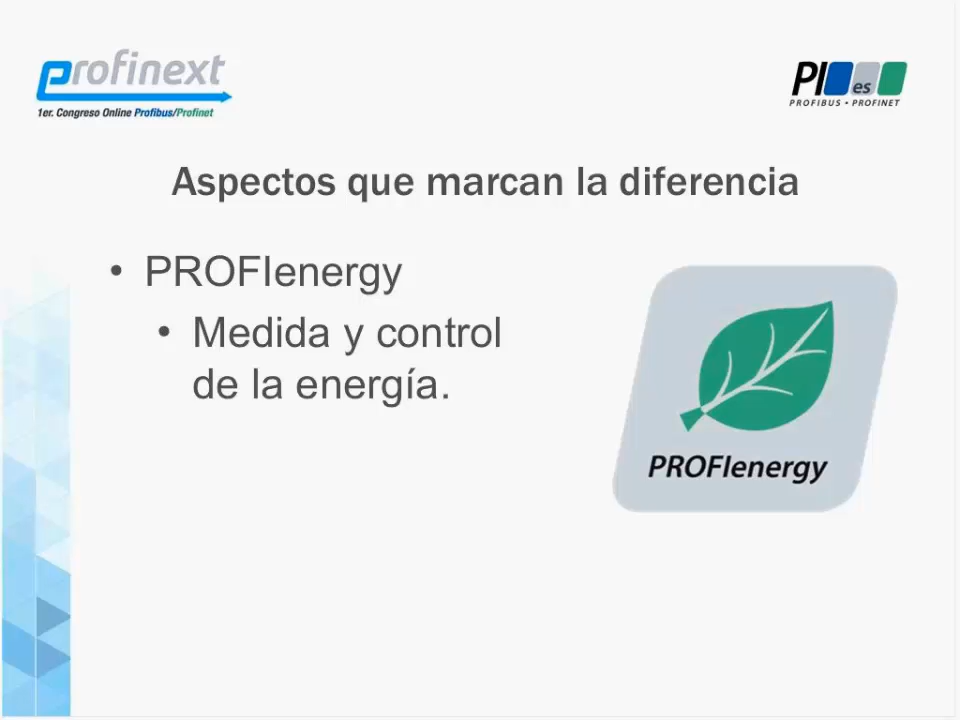 Profinext
1er. Congreso Online Profibus/Profinet
PI es
PROFIBUS • PROFINET
Aspectos que marcan la diferencia
• PROFIenergy
• Medida y control
de la energía.
PROFIenergy